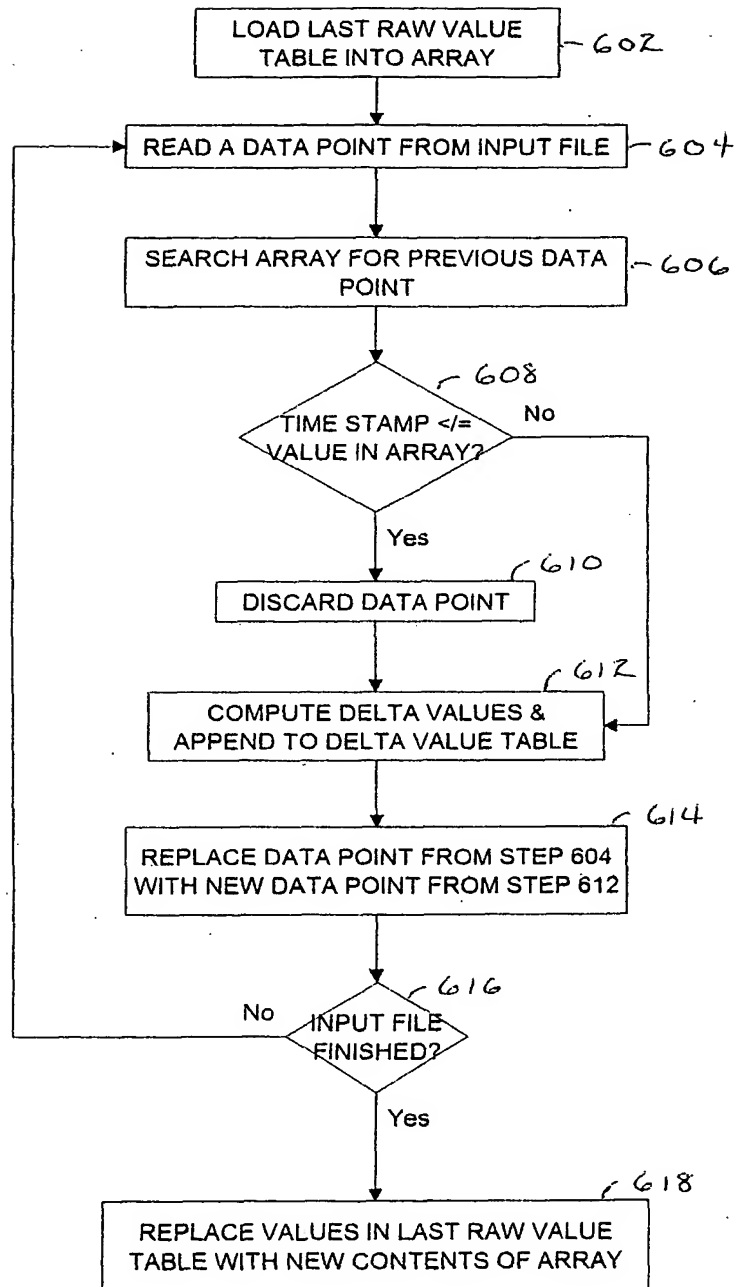 LOAD LAST RAW VALUE
TABLE INTO ARRAY
602
READ A DATA POINT FROM INPUT FILE
604
SEARCH ARRAY FOR PREVIOUS DATA
POINT
606
608
TIME STAMP </=
VALUE IN ARRAY?
No
Yes
610
DISCARD DATA POINT
612
COMPUTE DELTA VALUES &
APPEND TO DELTA VALUE TABLE
614
REPLACE DATA POINT FROM STEP 604
WITH NEW DATA POINT FROM STEP 612
616
No
INPUT FILE
FINISHED?
Yes
618
REPLACE VALUES IN LAST RAW VALUE
TABLE WITH NEW CONTENTS OF ARRAY